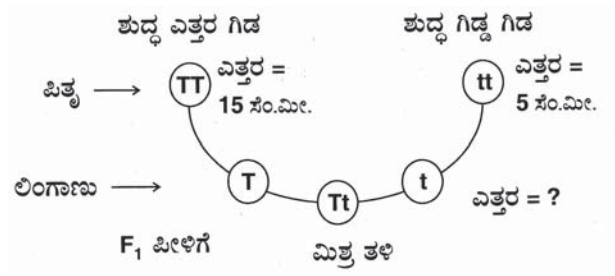 ಶುದ್ಧ ಎತ್ತರ ಗಿಡ ಶುದ್ಧ ಗಿಡ್ಡ ಗಿಡ
ಪಿತೃ TT ಎತ್ತರ = 15 ಸೆಂ.ಮೀ. tt ಎತ್ತರ = 5 ಸೆಂ.ಮೀ.
ಲಿಂಗಾಣು T Tt t ಎತ್ತರ = ?
F1 ಪೀಳಿಗೆ ಮಿಶ್ರ ತಳಿ